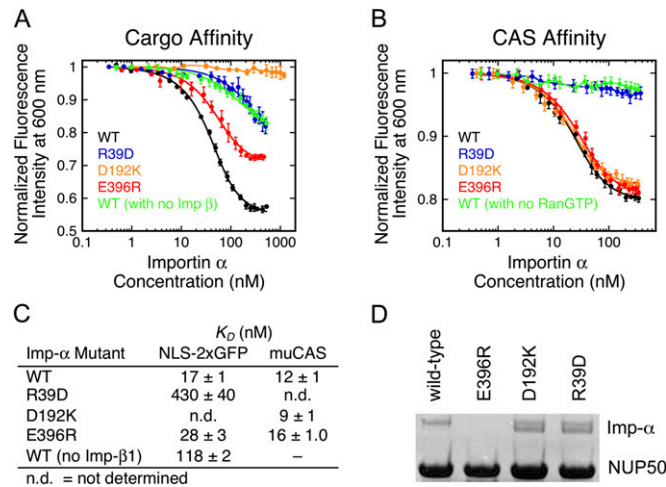 A
Cargo Affinity
Normalized Fluorescence
Intensity at 600 nm
1
0.9
0.8
0.7
0.6
0.5
WT
R39D
D192K
E396R
WT (with no Imp β)
0.1 1 10 100 1000
Importin α
Concentration (nM)
B
CAS Affinity
Normalized Fluorescence
Intensity at 600 nm
1
0.9
0.8
WT
R39D
D192K
E396R
WT (with no RanGTP)
0.1 1 10 100 1000
Importin α
Concentration (nM)
C
KD (nM)
Imp-α Mutant NLS-2xGFP muCAS
WT 17 ± 1 12 ± 1
R39D 430 ± 40 n.d.
D192K n.d. 9 ± 1
E396R 28 ± 3 16 ± 1.0
WT (no Imp-β1) 118 ± 2 –
n.d. = not determined
D
wild-type
E396R
D192K
R39D
Imp-α
NUP50